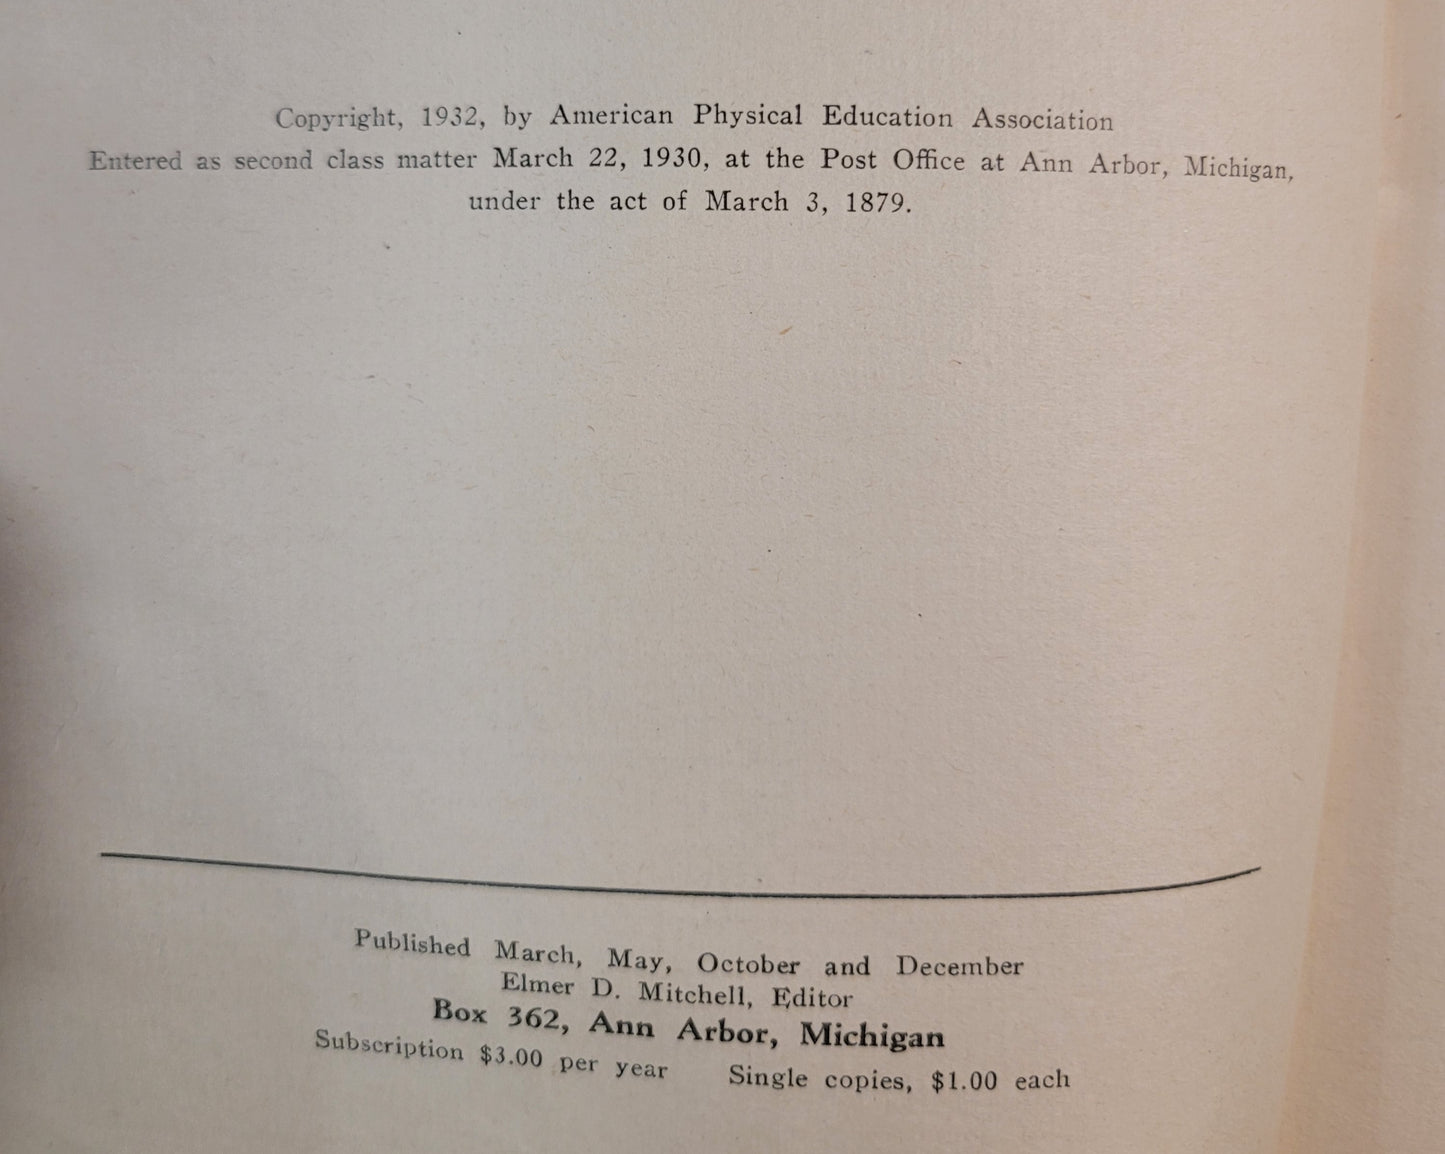 Copyright, 1932, by American Physical Education Association
Entered as second class matter March 22, 1930, at the Post Office at Ann Arbor, Michigan,
under the act of March 3, 1879.
Published March, May, October and December
Elmer D. Mitchell, Editor
Box 362, Ann Arbor, Michigan
Subscription $3.00 per year Single copies, $1.00 each